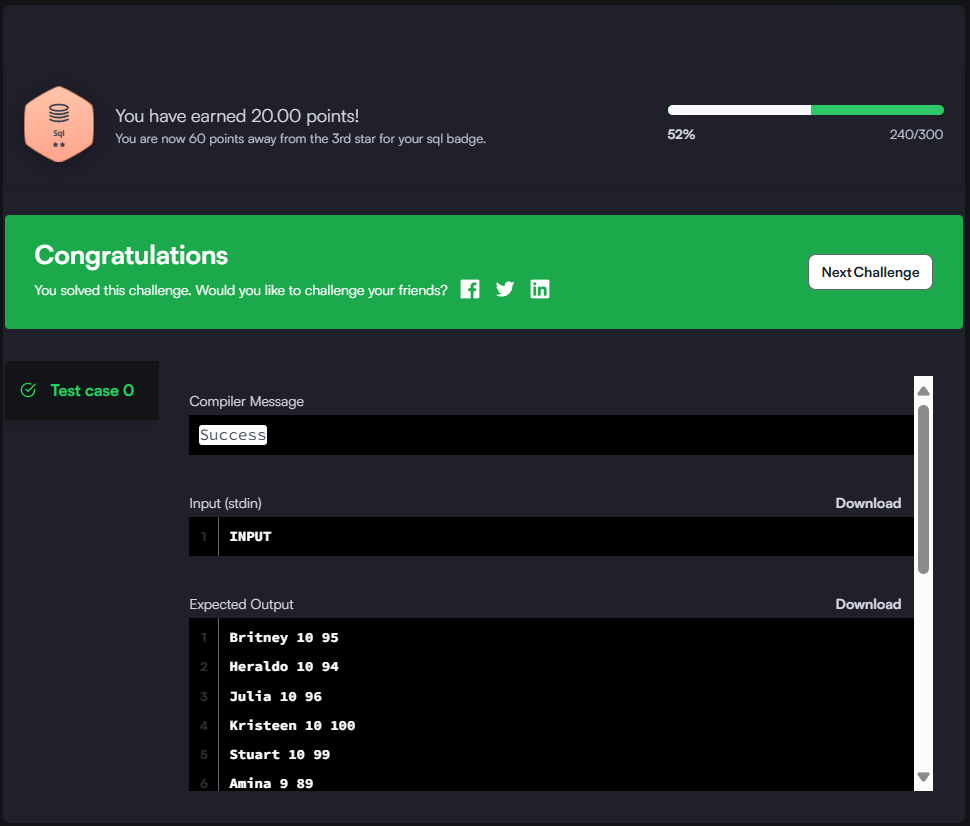 Sql
★★
You have earned 20.00 points!
You are now 60 points away from the 3rd star for your sql badge.
52%
240/300
Congratulations
You solved this challenge. Would you like to challenge your friends?
Next Challenge
Test case 0
Compiler Message
Success
Input (stdin)
Download
1 INPUT
Expected Output
Download
1 Britney 10 95
2 Heraldo 10 94
3 Julia 10 96
4 Kristeen 10 100
5 Stuart 10 99
6 Amina 9 89